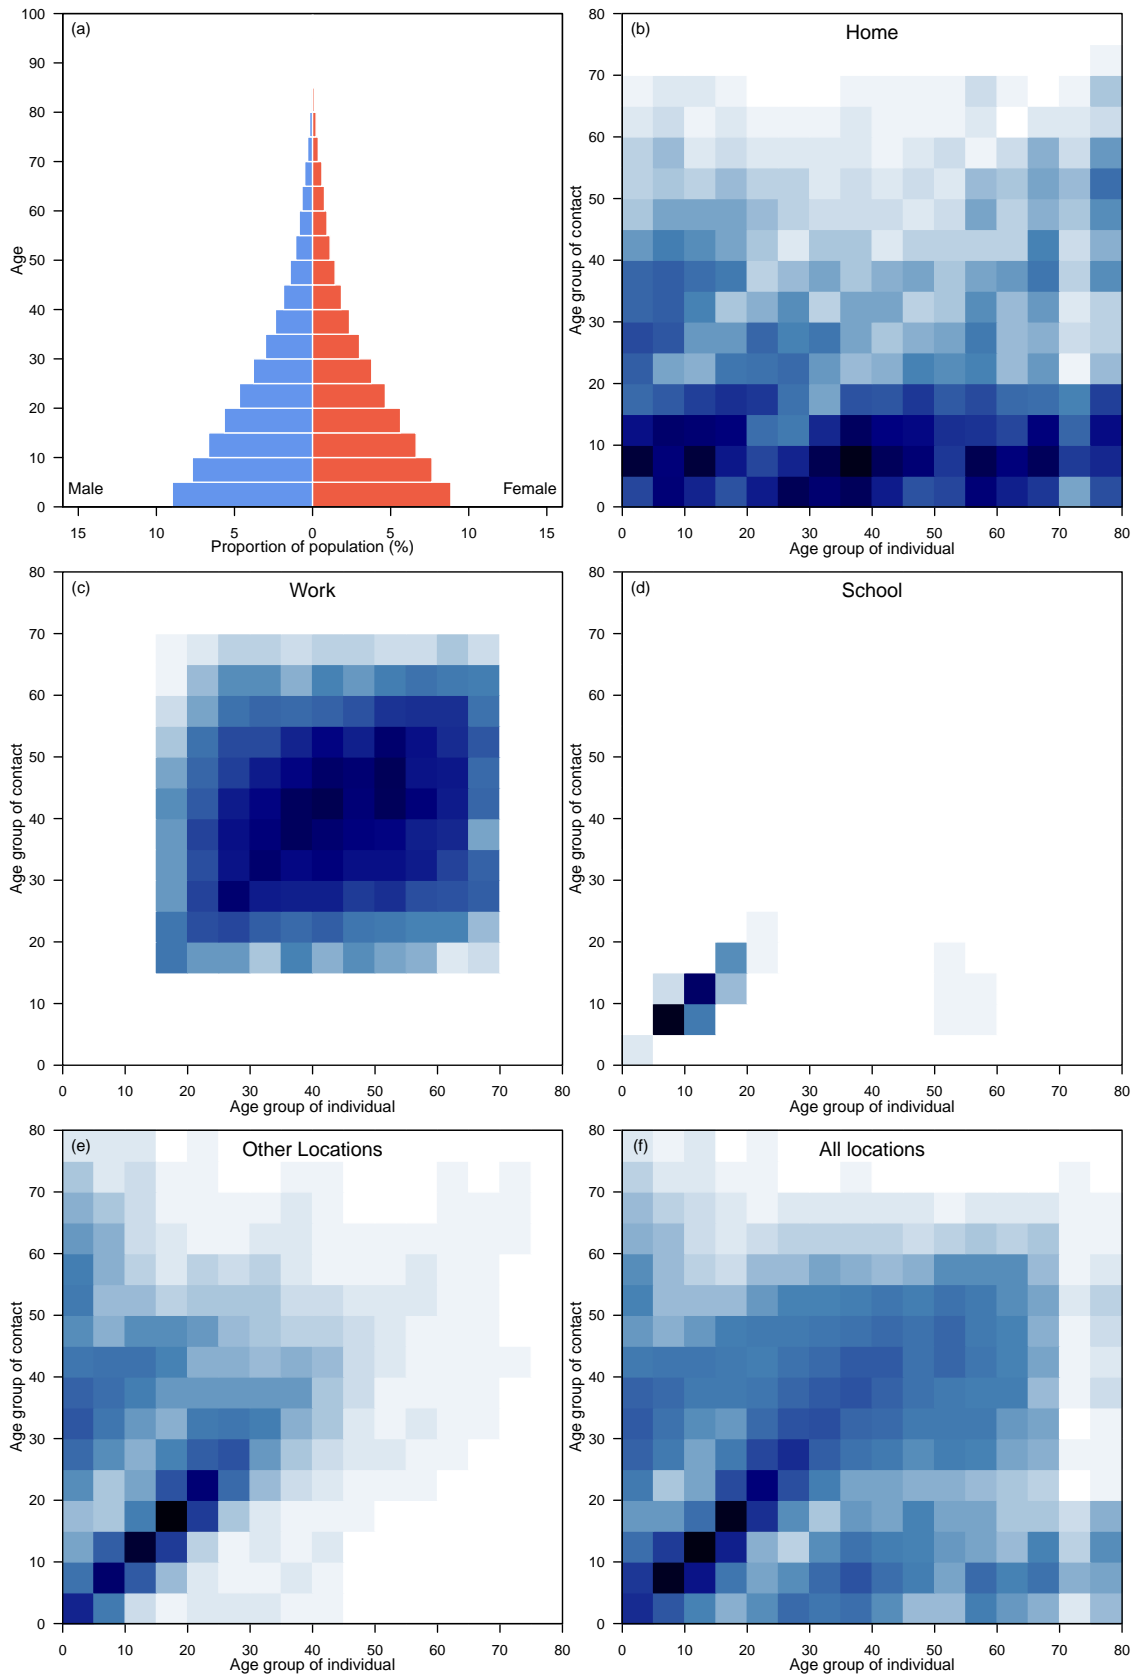 (a)
100
90
80
70
60
50
40
30
20
10
0
Age
Male
Female
15 10 5 0 5 10 15
Proportion of population (%)
(b)
Home
80
70
60
50
40
30
20
10
0
Age group of contact
0 10 20 30 40 50 60 70 80
Age group of individual
(c)
Work
80
70
60
50
40
30
20
10
0
Age group of contact
0 10 20 30 40 50 60 70 80
Age group of individual
(d)
School
80
70
60
50
40
30
20
10
0
Age group of contact
0 10 20 30 40 50 60 70 80
Age group of individual
(e)
Other Locations
80
70
60
50
40
30
20
10
0
Age group of contact
0 10 20 30 40 50 60 70 80
Age group of individual
(f)
All locations
80
70
60
50
40
30
20
10
0
Age group of contact
0 10 20 30 40 50 60 70 80
Age group of individual